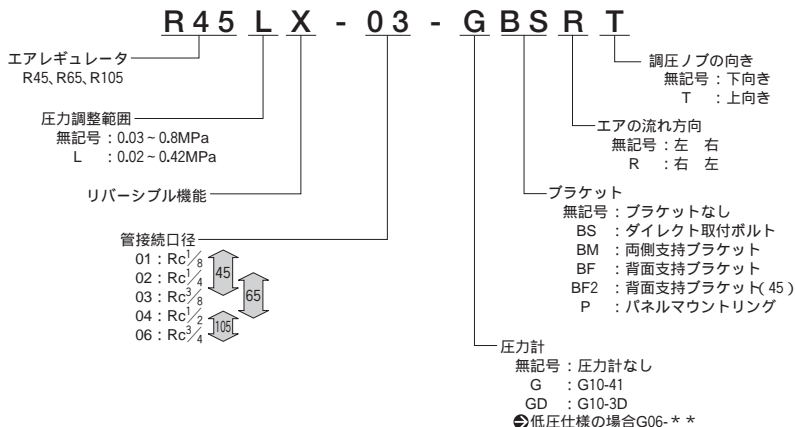 R45LX-03-GBSRT
エアレギュレータ
R45、R65、R105
圧力調整範囲
無記号：0.03～0.8MPa
L ：0.02～0.42MPa
リバーシブル機能
管接続口径
01：Rc1/8
02：Rc1/4
03：Rc3/8
04：Rc1/2
06：Rc3/4
45
65
105
調圧ノブの向き
無記号：下向き
T ：上向き
エアの流れ方向
無記号：左 右
R ：右 左
ブラケット
無記号：ブラケットなし
BS ：ダイレクト取付ボルト
BM ：両側支持ブラケット
BF ：背面支持ブラケット
BF2 ：背面支持ブラケット(45)
P ：パネルマウントリング
圧力計
無記号：圧力計なし
G ：G10-41
GD ：G10-3D
➲低圧仕様の場合G06-＊＊